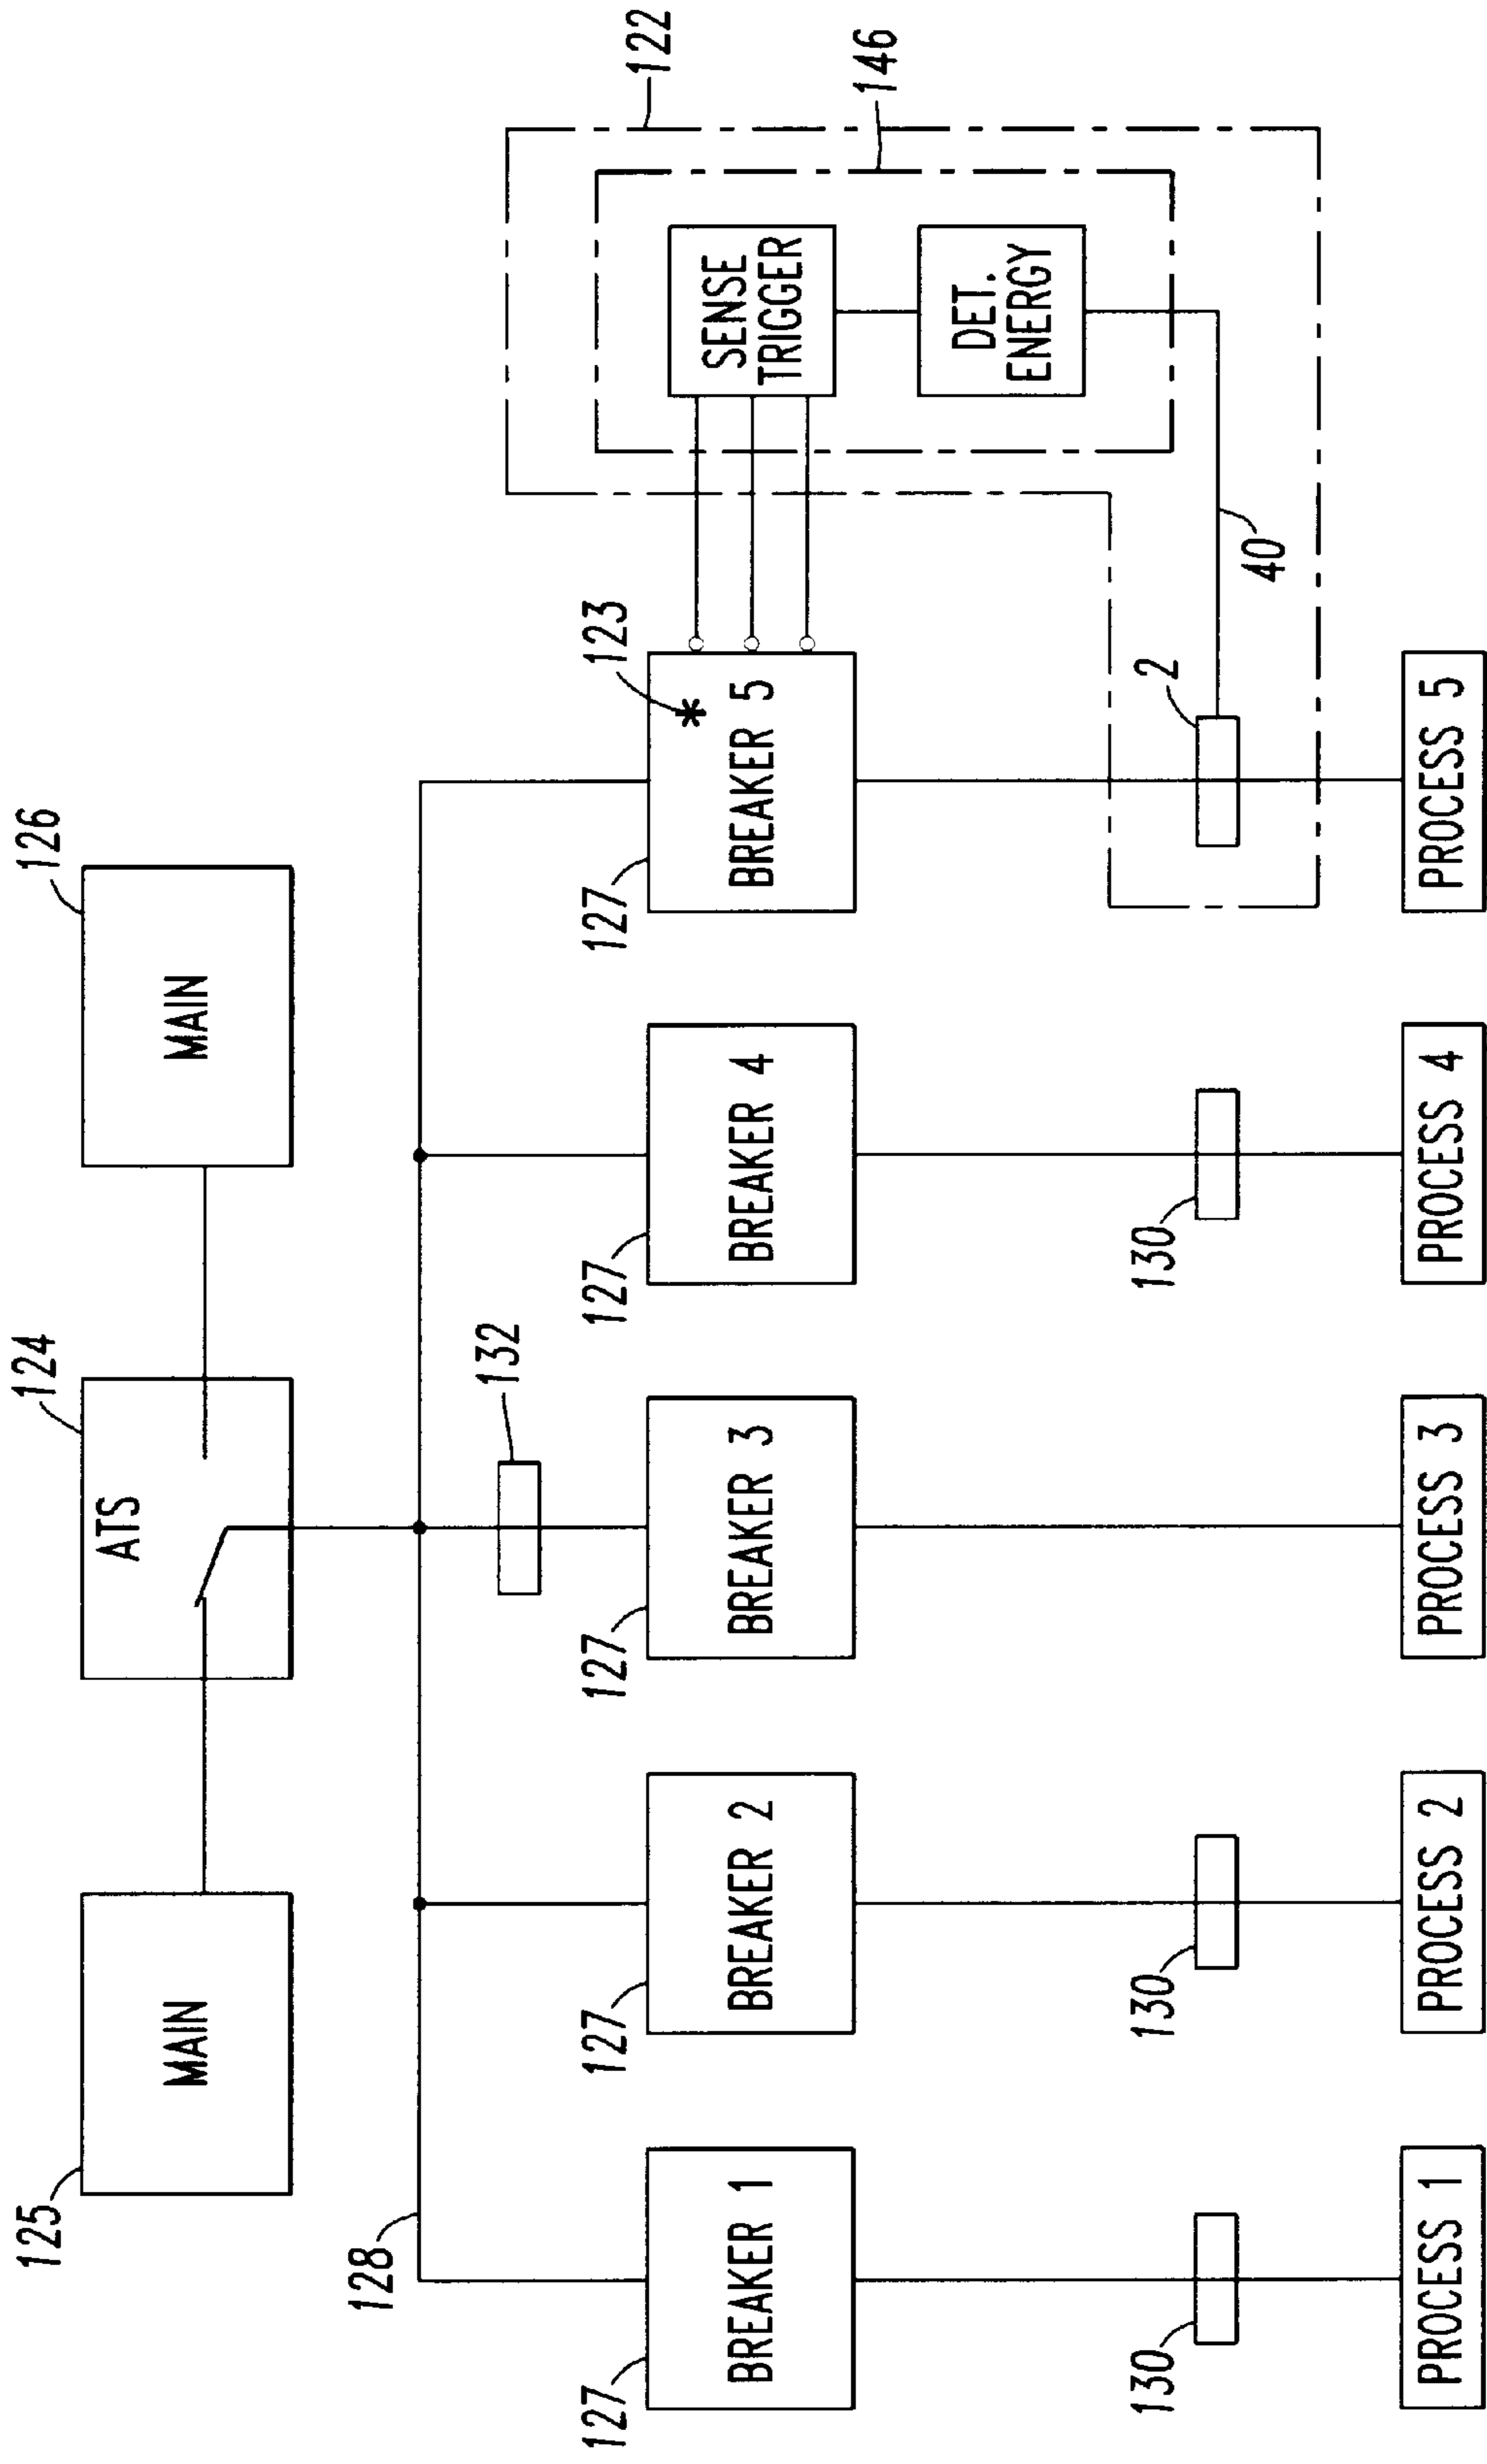 125
MAIN
124
ATS
126
MAIN
128
132
122
146
SENSE
TRIGGER
DET.
ENERGY
40
127
BREAKER 1
127
BREAKER 2
127
BREAKER 3
127
BREAKER 4
127
123
*
BREAKER 5
130
130
130
2
PROCESS 1
PROCESS 2
PROCESS 3
PROCESS 4
PROCESS 5